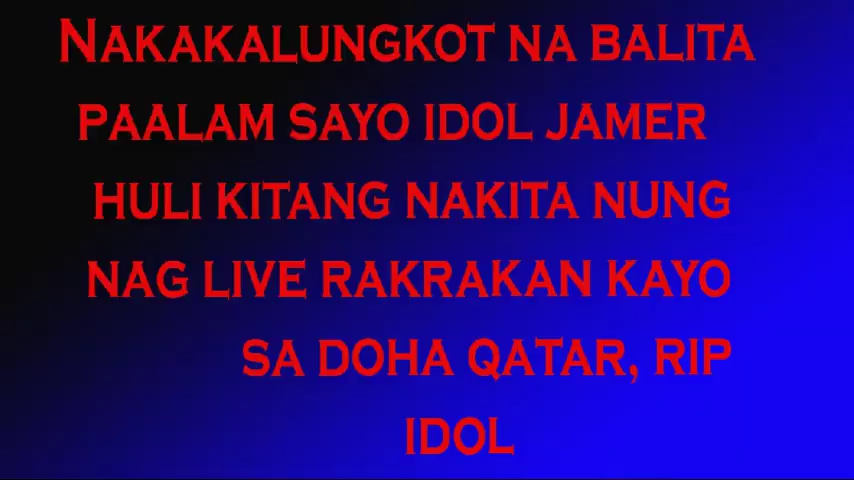 NAKAKALUNGKOT NA BALITA
PAALAM SAYO IDOL JAMER
HULI KITANG NAKITA NUNG
NAG LIVE RAKRAKAN KAYO
SA DOHA QATAR, RIP
IDOL